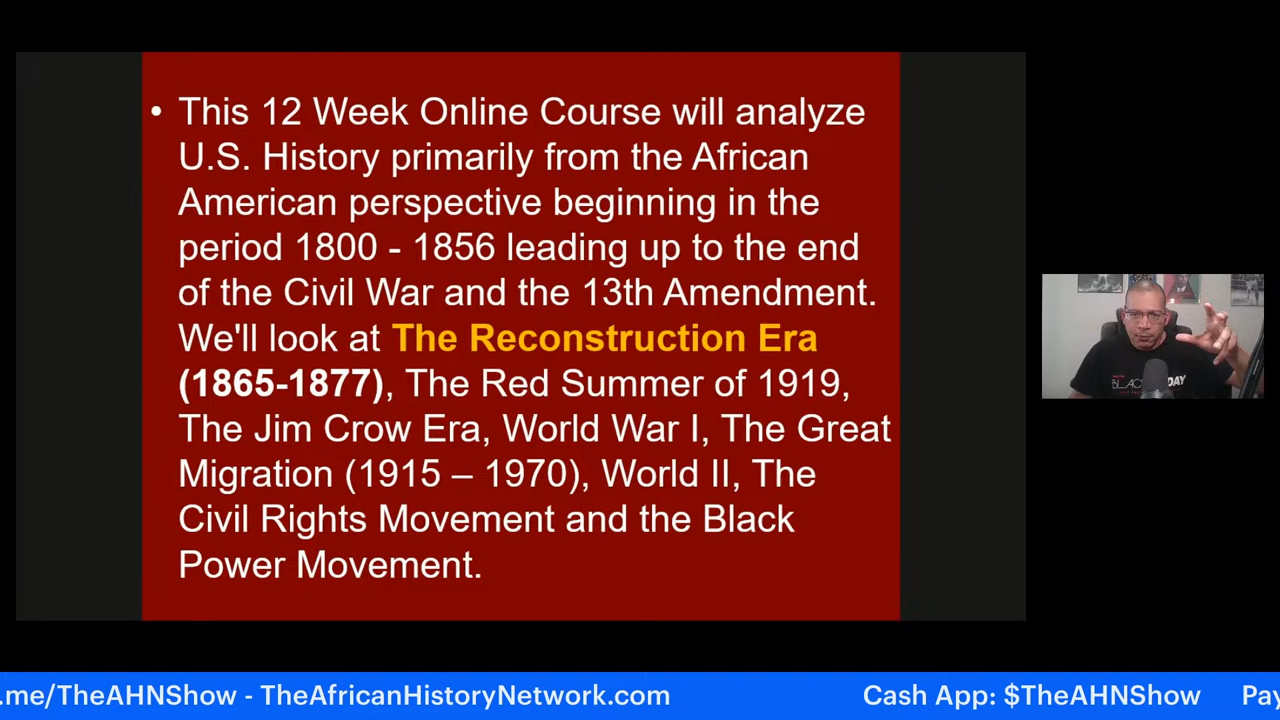 • This 12 Week Online Course will analyze
U.S. History primarily from the African
American perspective beginning in the
period 1800 - 1856 leading up to the end
of the Civil War and the 13th Amendment.
We'll look at The Reconstruction Era
(1865-1877), The Red Summer of 1919,
The Jim Crow Era, World War I, The Great
Migration (1915 – 1970), World II, The
Civil Rights Movement and the Black
Power Movement.
BLAC DAY
.me/TheAHNShow - TheAfricanHistoryNetwork.com Cash App: $TheAHNShow Pay